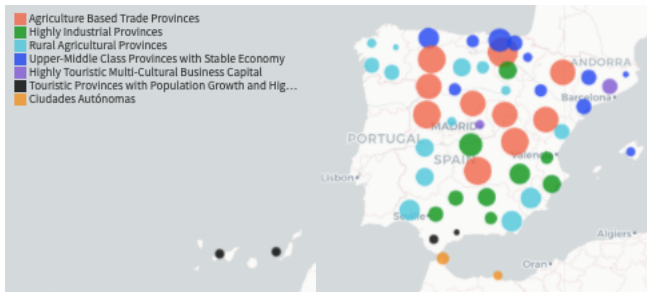 Agriculture Based Trade Provinces
Highly Industrial Provinces
Rural Agricultural Provinces
Upper-Middle Class Provinces with Stable Economy
Highly Touristic Multi-Cultural Business Capital
Touristic Provinces with Population Growth and Hig...
Ciudades Autónomas
ANDORRA
Barcelona
MADRID
PORTUGAL
SPAIN
Valencia
Lisbon
Seville
Algiers
Oran